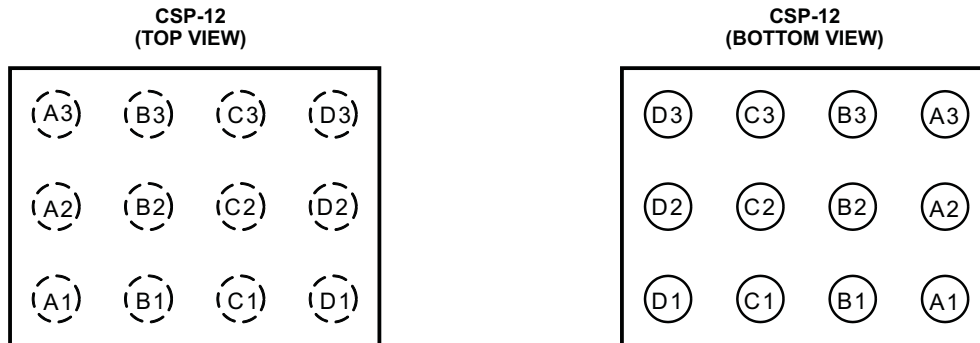 CSP-12
(TOP VIEW)
A3 B3 C3 D3
A2 B2 C2 D2
A1 B1 C1 D1
CSP-12
(BOTTOM VIEW)
D3 C3 B3 A3
D2 C2 B2 A2
D1 C1 B1 A1